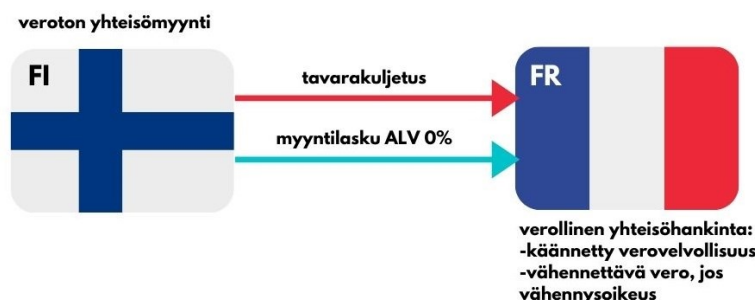 veroton yhteisömyynti
FI
tavarakuljetus
FR
myyntilasku ALV 0%
verollinen yhteisöhankinta:
-käännetty verovelvollisuus
-vähennettävä vero, jos
vähennysoikeus